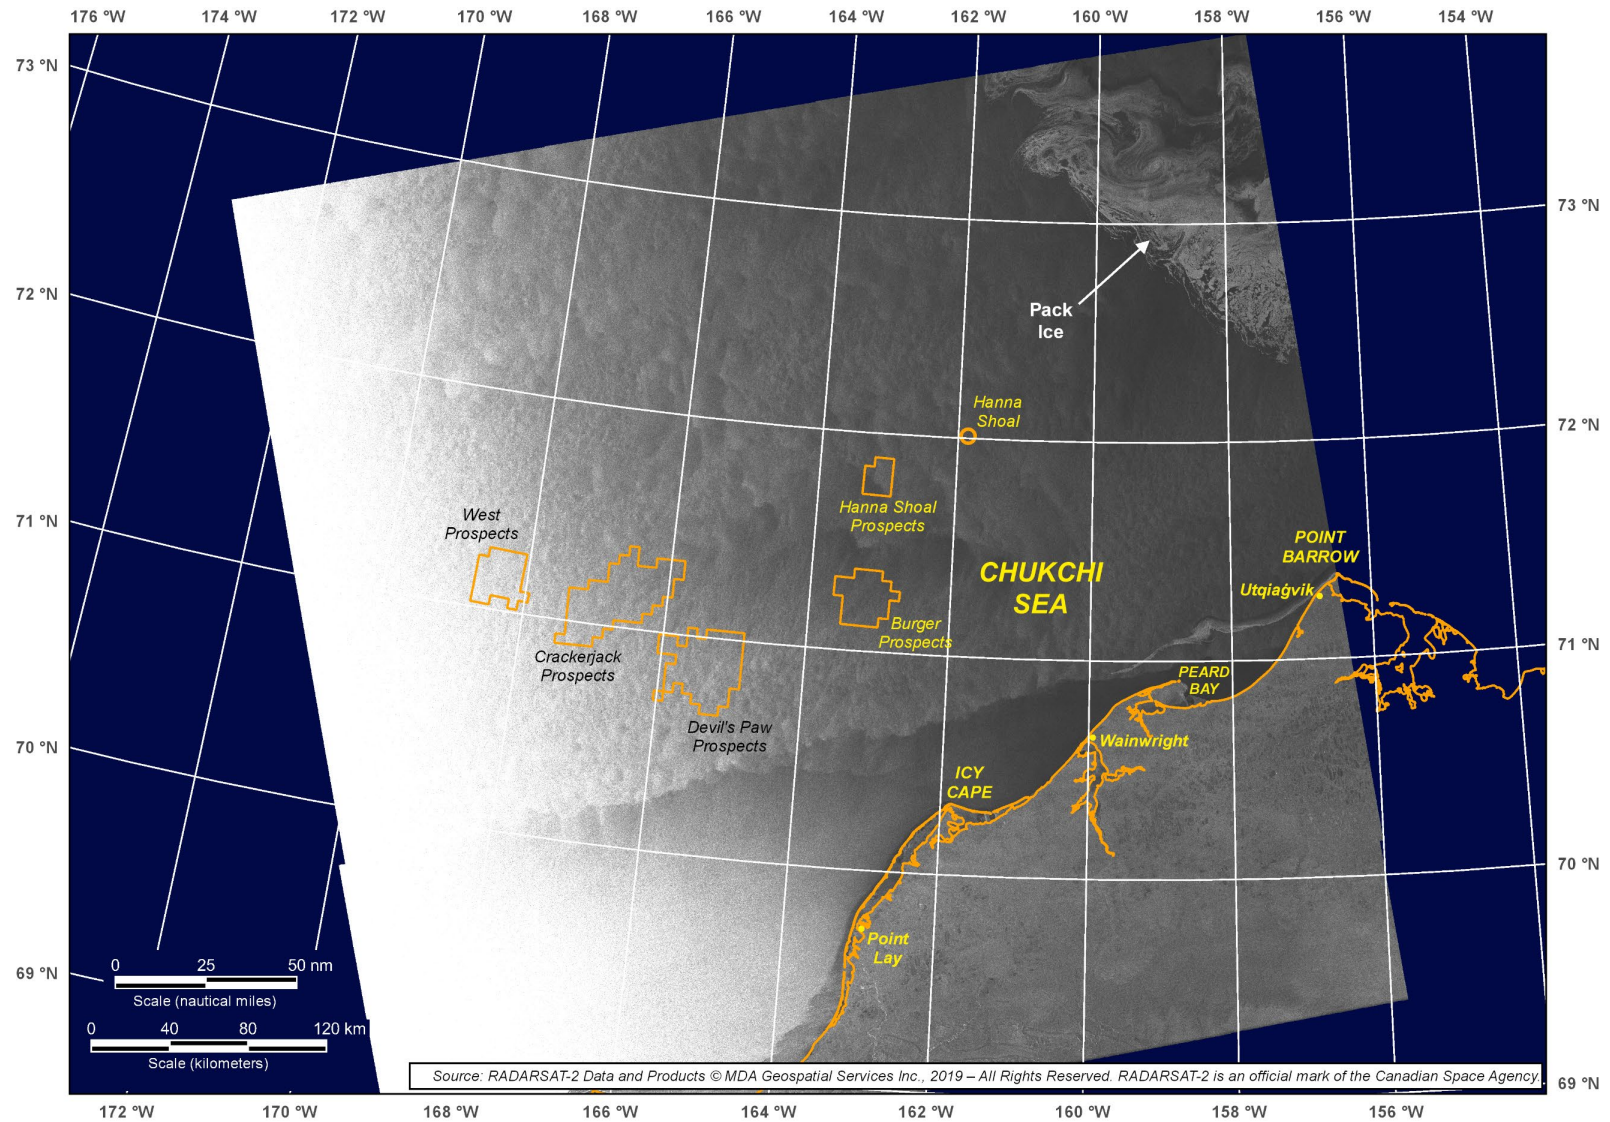 176 °W 174 °W 172 °W 170 °W 168 °W 166 °W 164 °W 162 °W 160 °W 158 °W 156 °W 154 °W
73 °N
73 °N
72 °N
Pack
Ice
Hanna
Shoal
72 °N
71 °N
West
Prospects
Hanna Shoal
Prospects
POINT
BARROW
CHUKCHI
SEA
Utqiaġvik
Burger
Prospects
71 °N
Crackerjack
Prospects
PEARD
BAY
Devil's Paw
Prospects
70 °N
Wainwright
ICY
CAPE
70 °N
Point
Lay
69 °N
0 25 50 nm
Scale (nautical miles)
0 40 80 120 km
Scale (kilometers)
Source: RADARSAT-2 Data and Products © MDA Geospatial Services Inc., 2019 – All Rights Reserved. RADARSAT-2 is an official mark of the Canadian Space Agency.
69 °N
172 °W 170 °W 168 °W 166 °W 164 °W 162 °W 160 °W 158 °W 156 °W